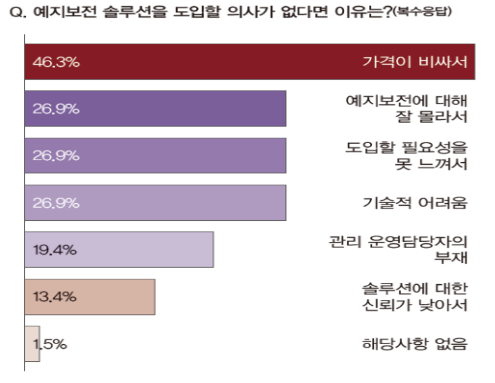 Q. 예지보전 솔루션을 도입할 의사가 없다면 이유는?(복수응답)
46.3% 가격이 비싸서
26.9% 예지보전에 대해
잘 몰라서
26.9% 도입할 필요성을
못 느껴서
26.9% 기술적 어려움
19.4% 관리 운영담당자의
부재
13.4% 솔루션에 대한
신뢰가 낮아서
1.5% 해당사항 없음